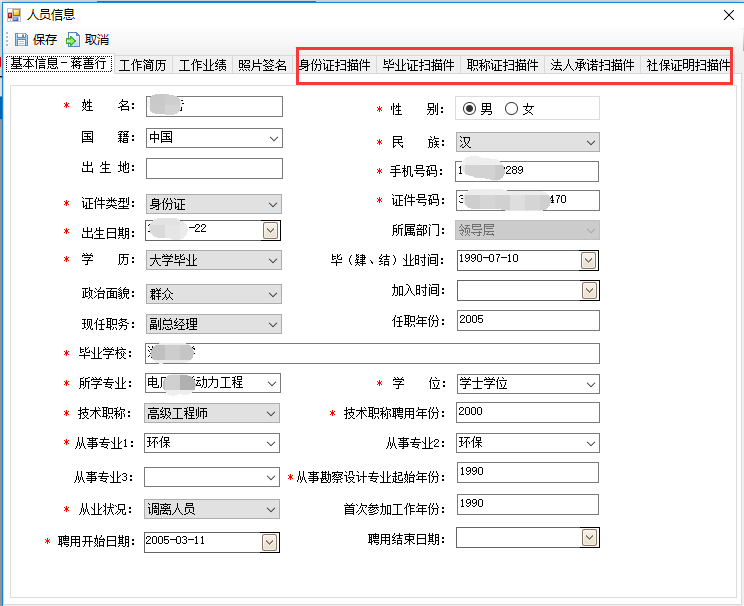 人员信息
保存 取消
基本信息-蒋善行 工作简历 工作业绩 照片签名 身份证扫描件 毕业证扫描件 职称证扫描件 法人承诺扫描件 社保证明扫描件
* 姓 名: * 性 别: 男 女
国 籍: 中国 * 民 族: 汉
出 生 地: * 手机号码: 1 289
* 证件类型: 身份证 * 证件号码: 3 470
* 出生日期: -22 所属部门: 领导层
* 学 历: 大学毕业 毕(肄、结)业时间: 1990-07-10
政治面貌: 群众 加入时间:
现任职务: 副总经理 任职年份: 2005
* 毕业学校:
* 所学专业: 电厂 动力工程 * 学 位: 学士学位
* 技术职称: 高级工程师 * 技术职称聘用年份: 2000
* 从事专业1: 环保 从事专业2: 环保
从事专业3: * 从事勘察设计专业起始年份: 1990
* 从业状况: 调离人员 首次参加工作年份: 1990
* 聘用开始日期: 2005-03-11 聘用结束日期: